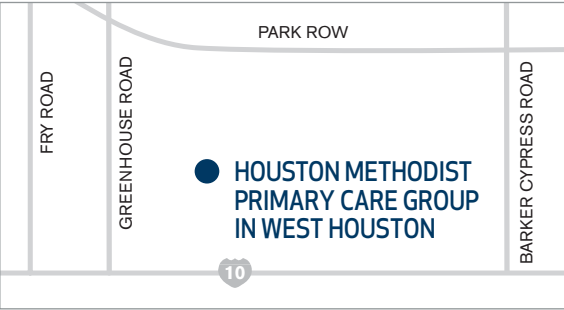 PARK ROW
FRY ROAD
GREENHOUSE ROAD
BARKER CYPRESS ROAD
HOUSTON METHODIST
PRIMARY CARE GROUP
IN WEST HOUSTON
10